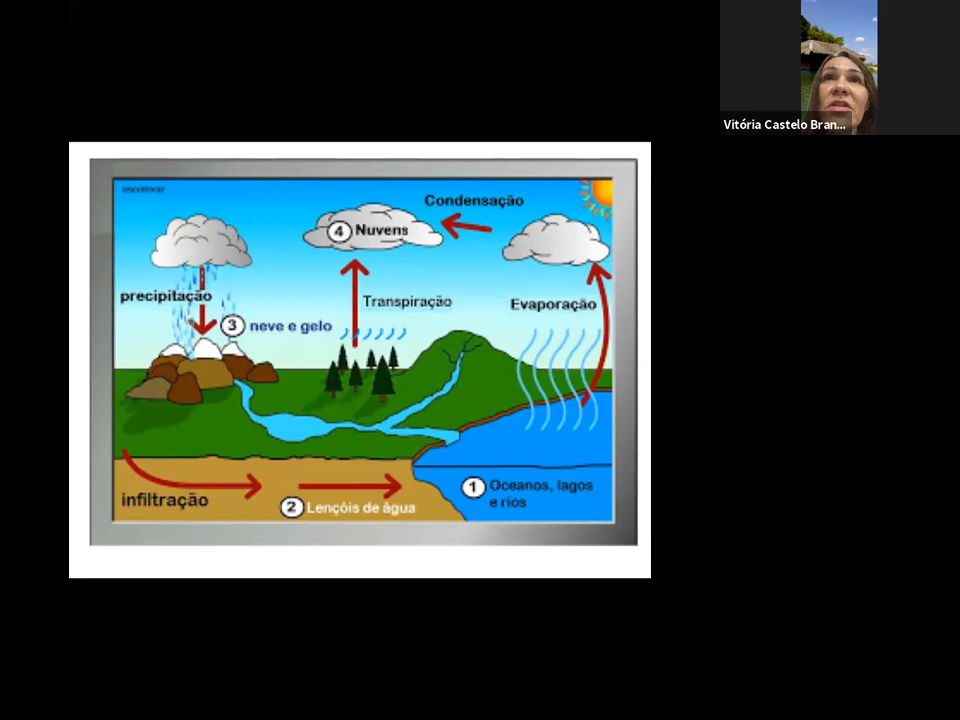 Vitória Castelo Bran...
Condensação
4 Nuvens
precipitação
Transpiração
Evaporação
3 neve e gelo
1 Oceanos, lagos
e rios
infiltração
2 Lençóis de água